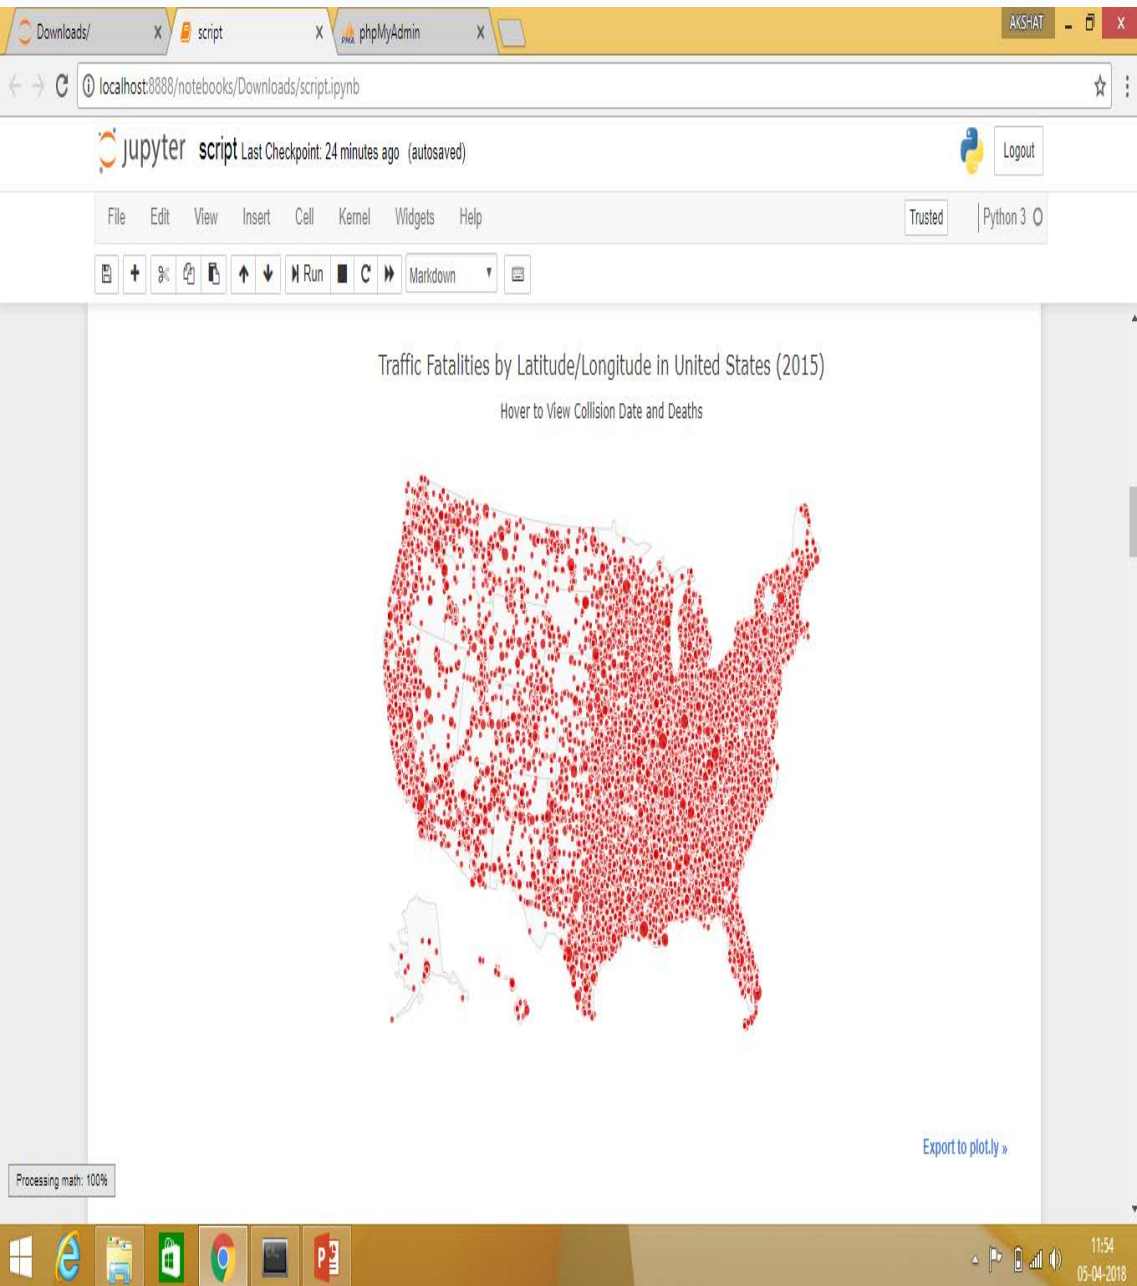 Downloads/
script
PMA phpMyAdmin
AKSHAT
localhost:8888/notebooks/Downloads/script.ipynb
jupyter script Last Checkpoint: 24 minutes ago (autosaved)
Logout
File Edit View Insert Cell Kernel Widgets Help
Trusted
Python 3
Run
Markdown
Traffic Fatalities by Latitude/Longitude in United States (2015)
Hover to View Collision Date and Deaths
Export to plot.ly »
Processing math: 100%
11:54
05-04-2018